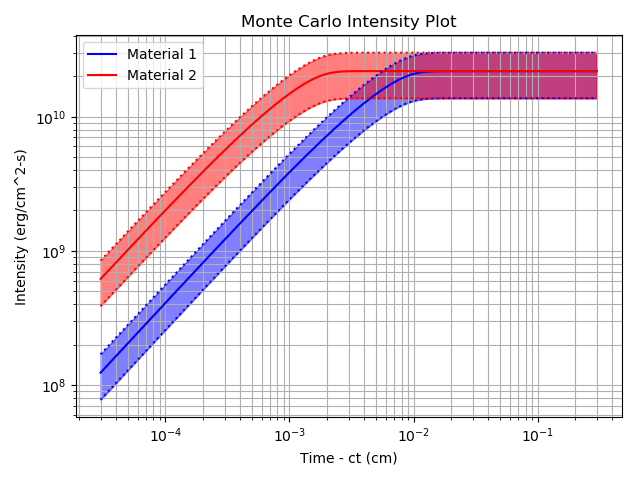 Monte Carlo Intensity Plot
Material 1
Material 2
Intensity (erg/cm^2-s)
10^10
10^9
10^8
10^-4
10^-3
10^-2
10^-1
Time - ct (cm)